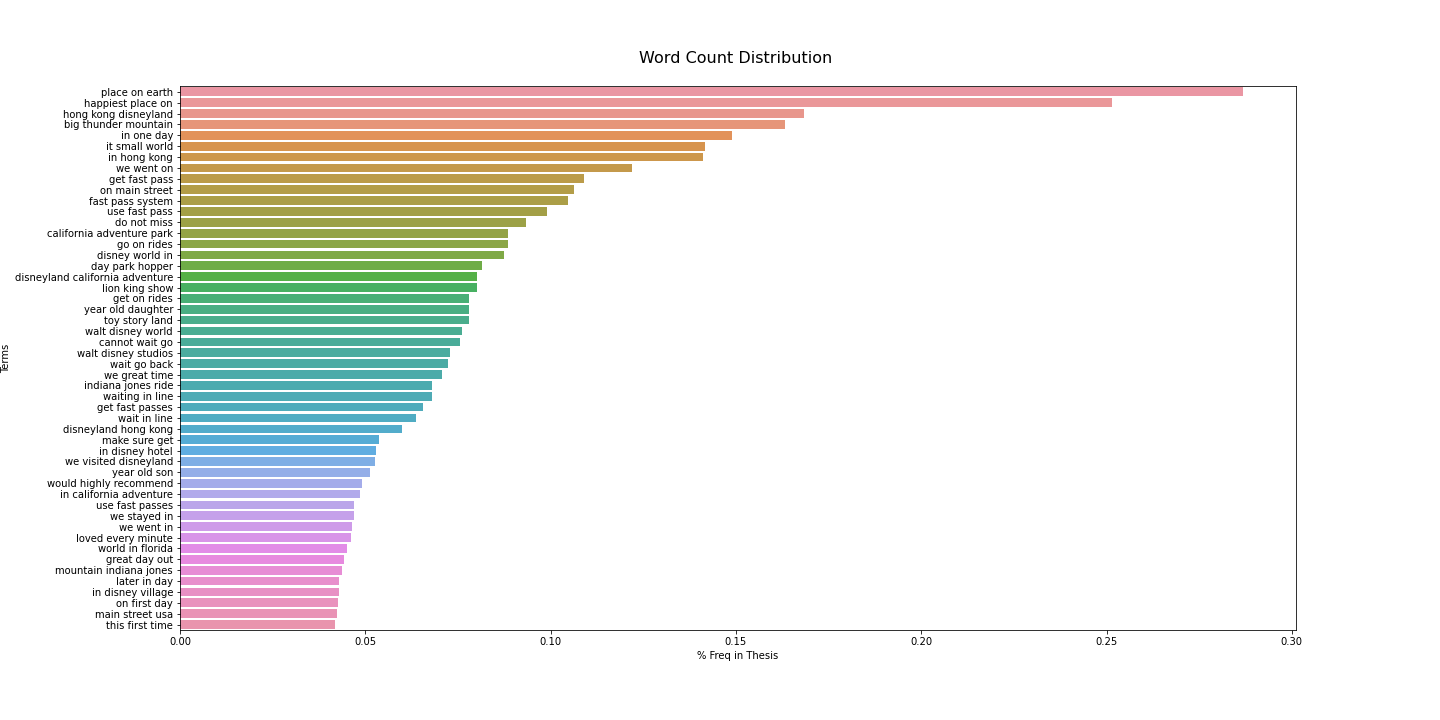 Word Count Distribution
place on earth
happiest place on
hong kong disneyland
big thunder mountain
in one day
it small world
in hong kong
we went on
get fast pass
on main street
fast pass system
use fast pass
do not miss
california adventure park
go on rides
disney world in
day park hopper
disneyland california adventure
lion king show
get on rides
year old daughter
toy story land
walt disney world
cannot wait go
walt disney studios
wait go back
we great time
indiana jones ride
waiting in line
get fast passes
wait in line
disneyland hong kong
make sure get
in disney hotel
we visited disneyland
year old son
would highly recommend
in california adventure
use fast passes
we stayed in
we went in
loved every minute
world in florida
great day out
mountain indiana jones
later in day
in disney village
on first day
main street usa
this first time
Terms
0.00 0.05 0.10 0.15 0.20 0.25 0.30
% Freq in Thesis